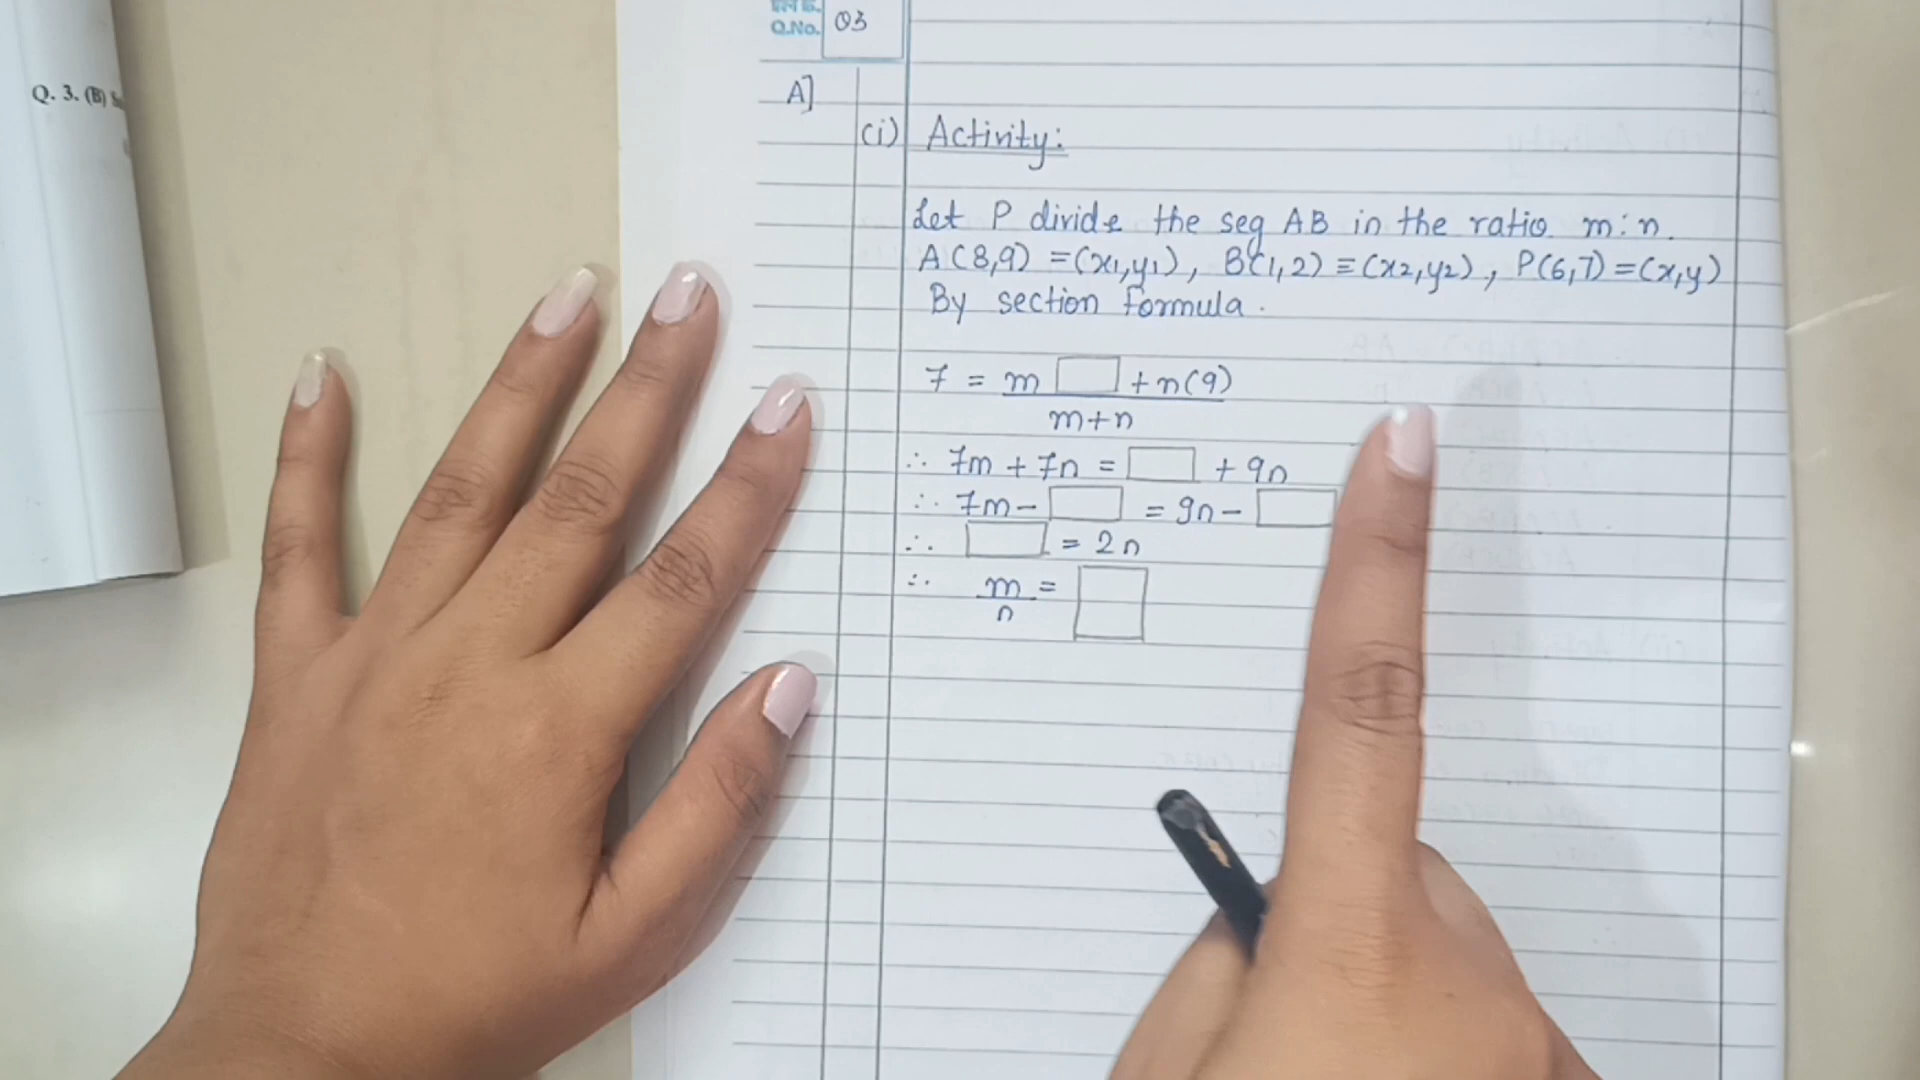 Q. 3. (B)
Q.No. 03
A]
(i) Activity:
Let P divide the seg AB in the ratio m:n.
A(8,9) = (x1,y1), B(1,2) = (x2,y2), P(6,7) = (x,y)
By section formula.
7 = m □ + n(9)
m+n
∴ 7m + 7n = □ + 9n
∴ 7m - □ = 9n - □
∴ □ = 2n
∴ m/n = □